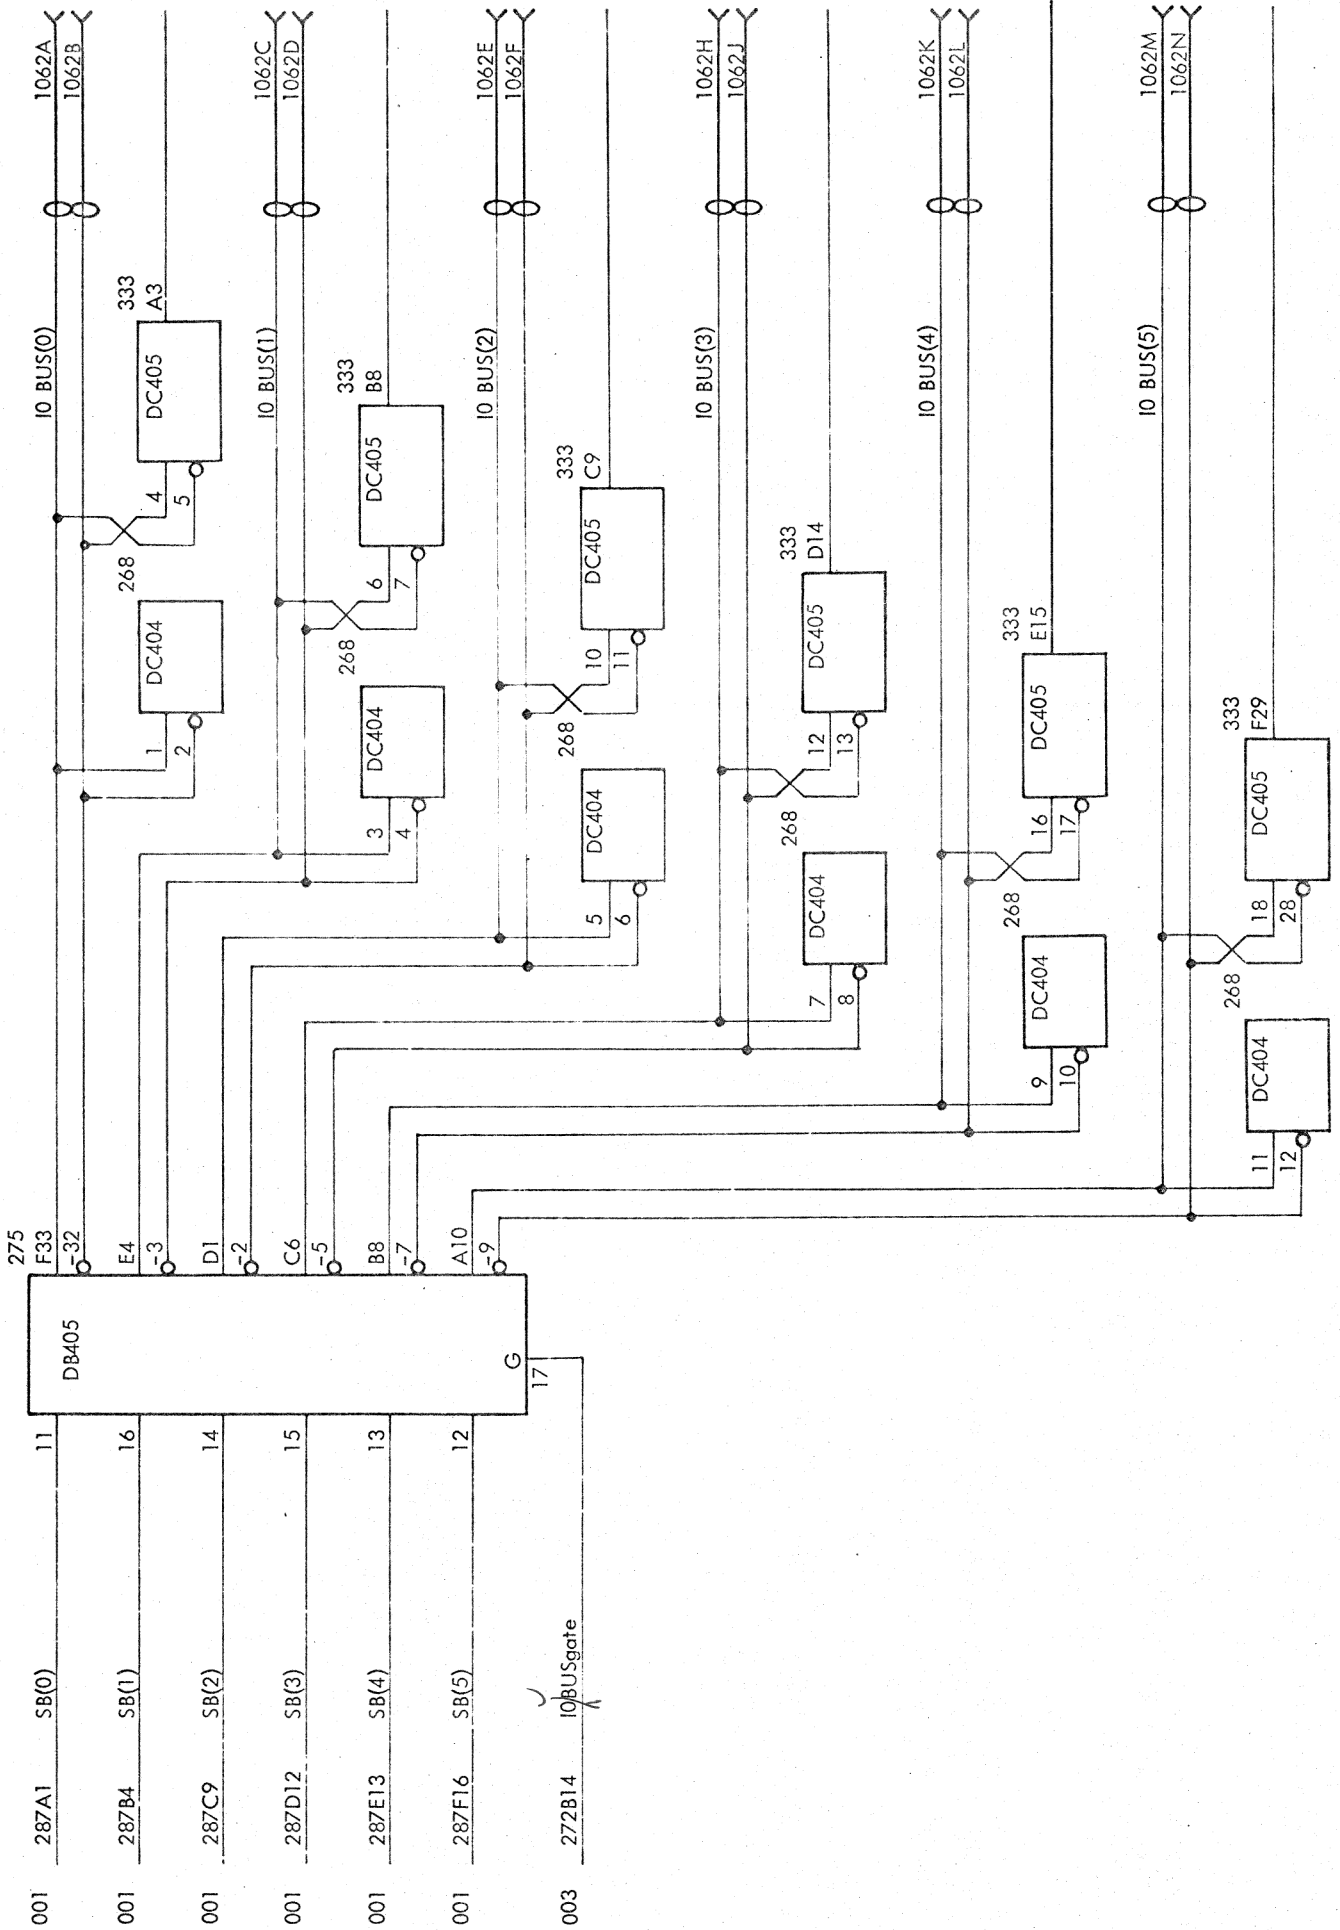 001 287A1 SB(0) 11
001 287B4 SB(1) 16
001 287C9 SB(2) 14
001 287D12 SB(3) 15
001 287E13 SB(4) 13
001 287F16 SB(5) 12
003 272B14 IO BUSgate 17
G
DB405
275
F33
-32
E4
-3
D1
-2
C6
-5
B8
-7
A10
-9
IO BUS(0) 1062A
1062B
1
2
DC404
268
4
5
DC405
333
A3
IO BUS(1) 1062C
1062D
3
4
DC404
268
6
7
DC405
333
B8
IO BUS(2) 1062E
1062F
5
6
DC404
268
10
11
DC405
333
C9
IO BUS(3) 1062H
1062J
7
8
DC404
268
12
13
DC405
333
D14
IO BUS(4) 1062K
1062L
9
10
DC404
268
16
17
DC405
333
E15
IO BUS(5) 1062M
1062N
11
12
DC404
268
18
28
DC405
333
F29